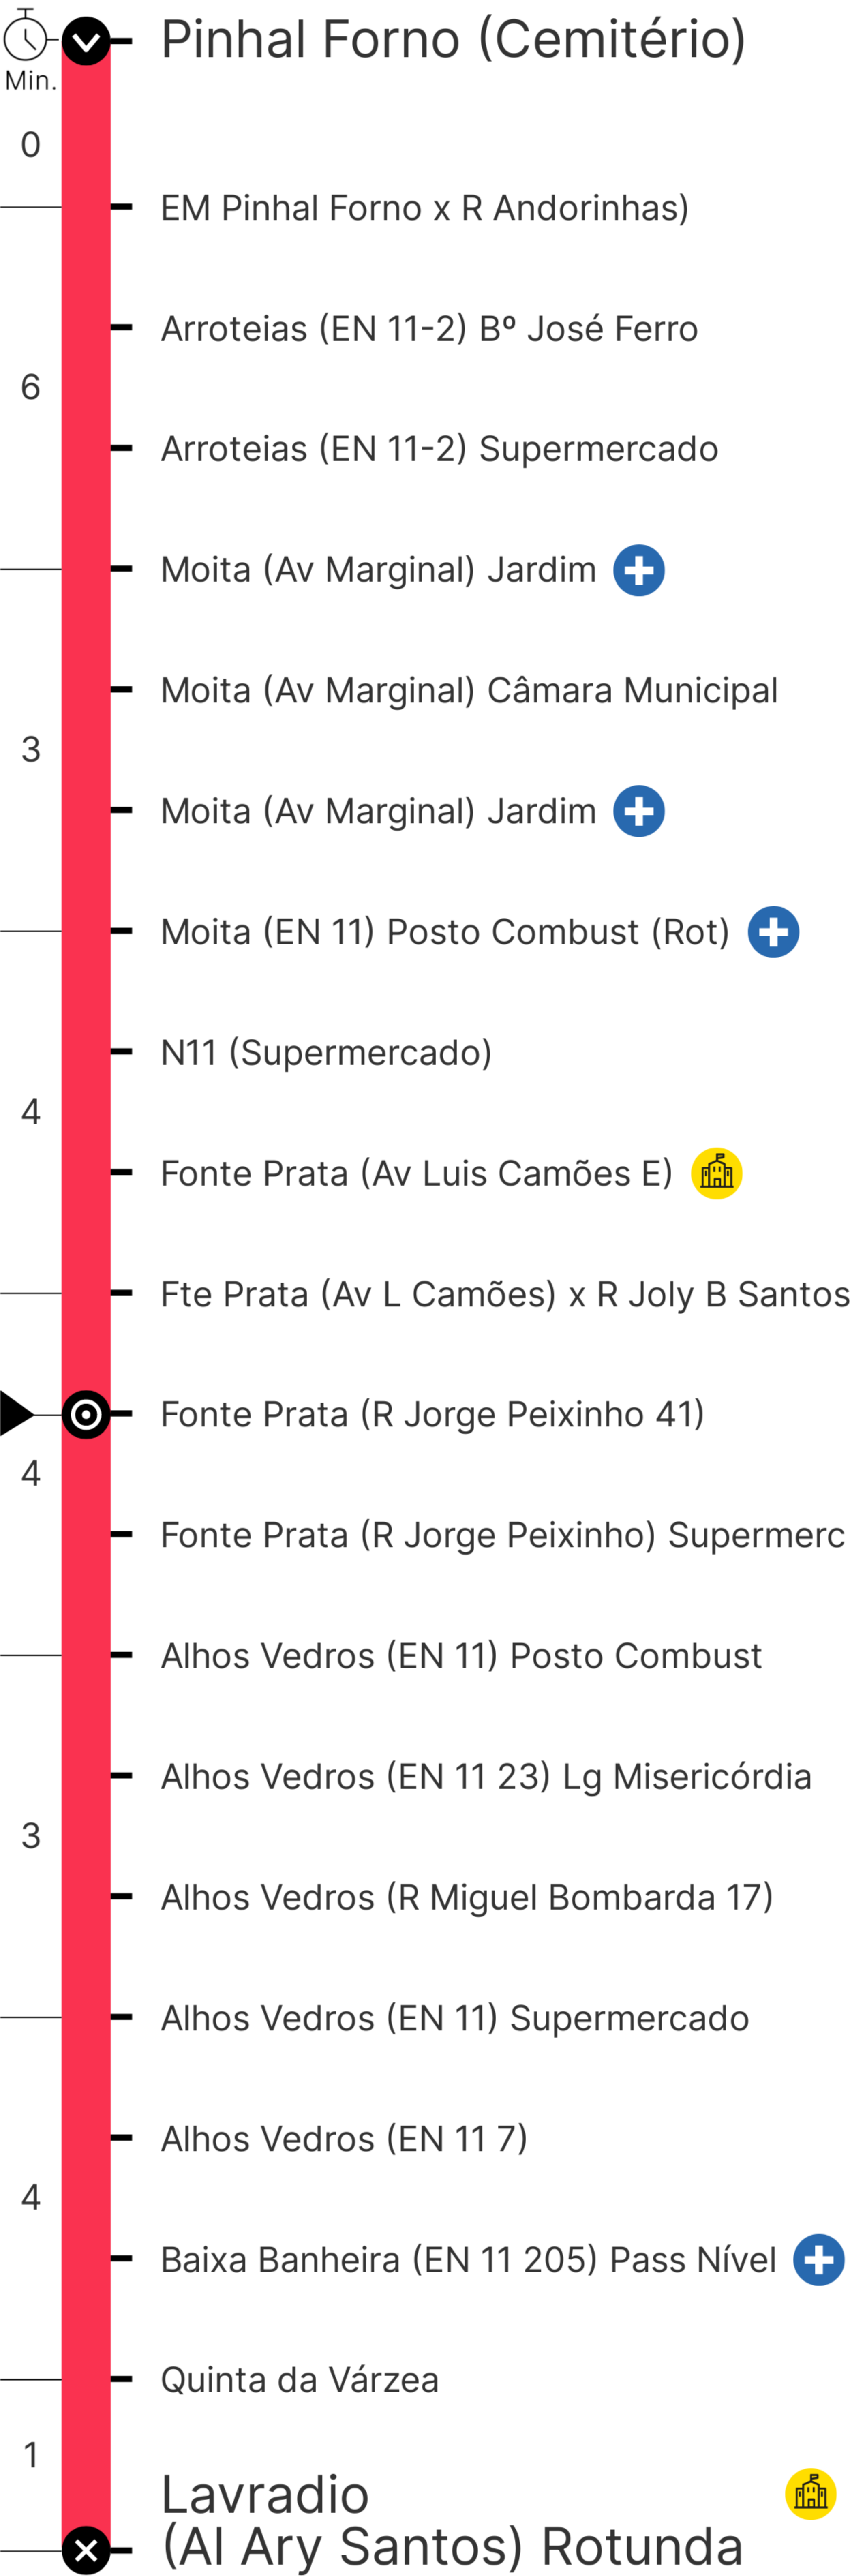 Pinhal Forno (Cemitério)
Min.
0
EM Pinhal Forno x R Andorinhas)
Arroteias (EN 11-2) Bº José Ferro
6
Arroteias (EN 11-2) Supermercado
Moita (Av Marginal) Jardim
Moita (Av Marginal) Câmara Municipal
3
Moita (Av Marginal) Jardim
Moita (EN 11) Posto Combust (Rot)
N11 (Supermercado)
4
Fonte Prata (Av Luis Camões E)
Fte Prata (Av L Camões) x R Joly B Santos
Fonte Prata (R Jorge Peixinho 41)
4
Fonte Prata (R Jorge Peixinho) Supermerc
Alhos Vedros (EN 11) Posto Combust
Alhos Vedros (EN 11 23) Lg Misericórdia
3
Alhos Vedros (R Miguel Bombarda 17)
Alhos Vedros (EN 11) Supermercado
Alhos Vedros (EN 11 7)
4
Baixa Banheira (EN 11 205) Pass Nível
Quinta da Várzea
1
Lavradio
(Al Ary Santos) Rotunda